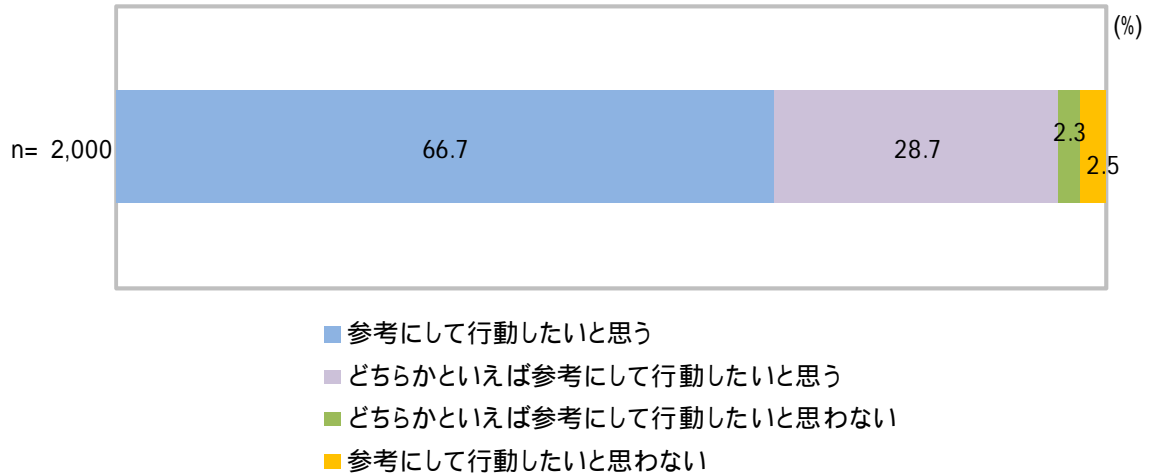 (%)
n= 2,000
66.7
28.7
2.3
2.5
参考にして行動したいと思う
どちらかといえば参考にして行動したいと思う
どちらかといえば参考にして行動したいと思わない
参考にして行動したいと思わない